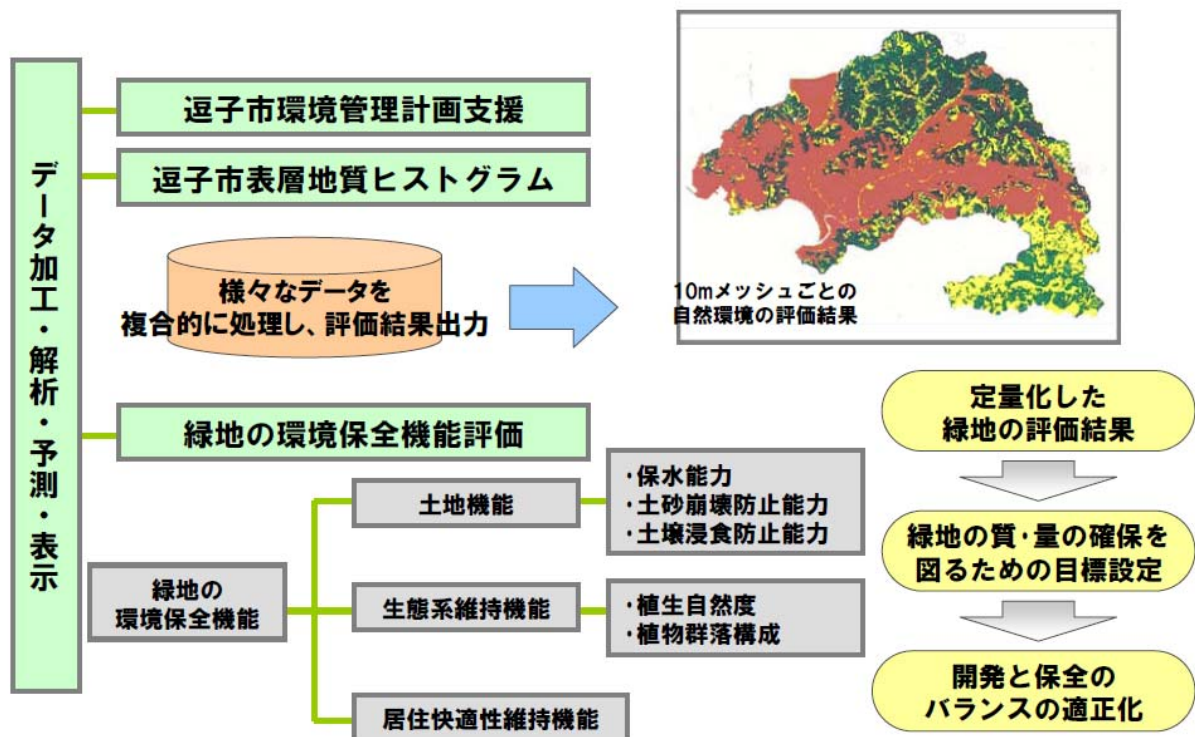 データ加工・解析・予測・表示
逗子市環境管理計画支援
逗子市表層地質ヒストグラム
様々なデータを
複合的に処理し、評価結果出力
10mメッシュごとの
自然環境の評価結果
緑地の環境保全機能評価
緑地の
環境保全機能
土地機能
・保水能力
・土砂崩壊防止能力
・土壌浸食防止能力
生態系維持機能
・植生自然度
・植物群落構成
居住快適性維持機能
定量化した
緑地の評価結果
緑地の質・量の確保を
図るための目標設定
開発と保全の
バランスの適正化